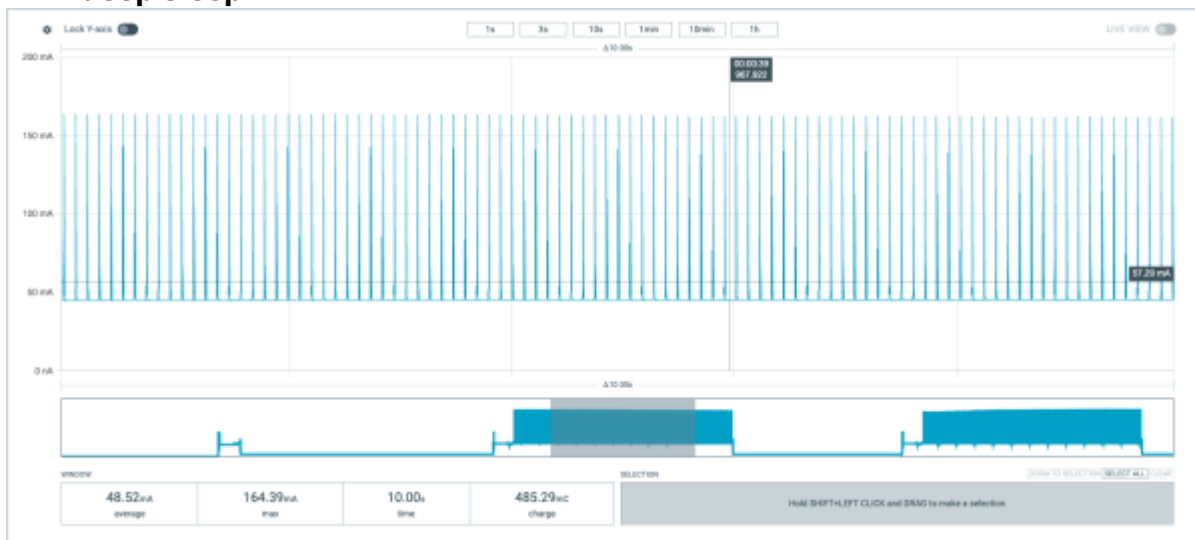 Lock Y-axis
1s 3s 10s 1min 10min 1h
LIVE VIEW
Δ10.00s
200 mA
00:00:39
967.922
150 mA
100 mA
57.29 mA
50 mA
0 nA
Δ10.00s
WINDOW
SELECTION
ZOOM TO SELECTION SELECT ALL CLEAR
48.52mA
average
164.39mA
max
10.00s
time
485.29mC
charge
Hold SHIFT+LEFT CLICK and DRAG to make a selection